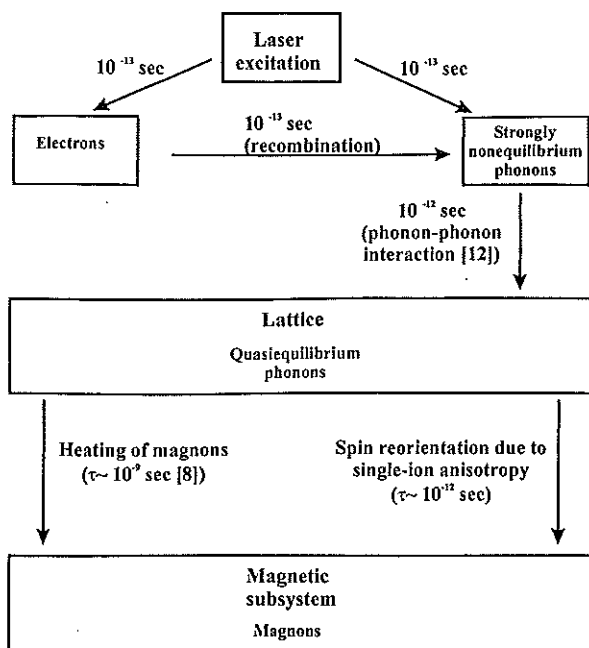 Laser
excitation
10⁻¹³ sec
10⁻¹³ sec
Electrons
10⁻¹³ sec
(recombination)
Strongly
nonequilibrium
phonons
10⁻¹² sec
(phonon-phonon
interaction [12])
Lattice
Quasiequilibrium
phonons
Heating of magnons
(τ~ 10⁻⁹ sec [8])
Spin reorientation due to
single-ion anisotropy
(τ~ 10⁻¹² sec)
Magnetic
subsystem
Magnons